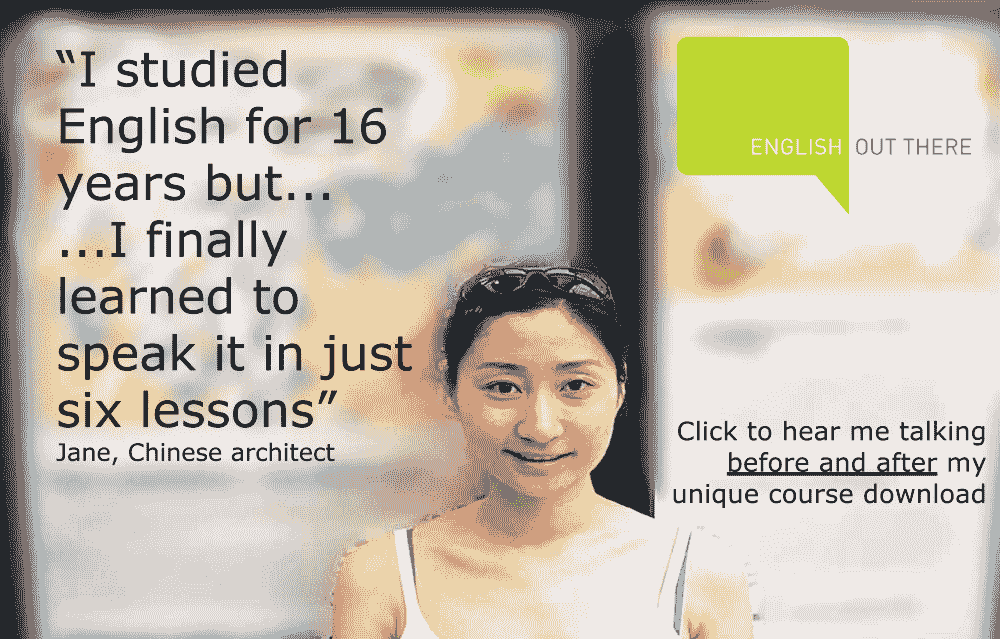 “I studied
English for 16
years but...
...I finally
learned to
speak it in just
six lessons”
Jane, Chinese architect
ENGLISH OUT THERE
Click to hear me talking
before and after my
unique course download